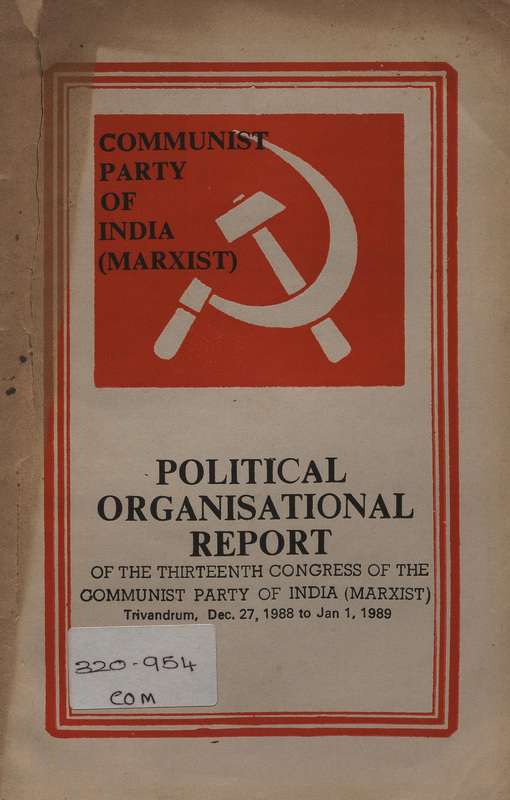 COMMUNIST
PARTY
OF
INDIA
(MARXIST)
POLITICAL
ORGANISATIONAL
REPORT
OF THE THIRTEENTH CONGRESS OF THE
COMMUNIST PARTY OF INDIA (MARXIST)
Trivandrum, Dec. 27, 1988 to Jan 1, 1989
320-954
COM